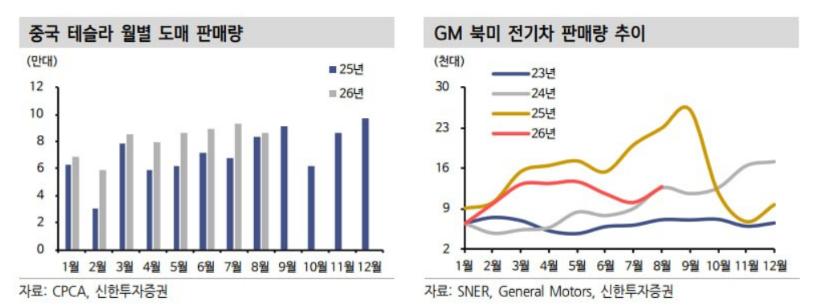 중국 테슬라 월별 도매 판매량
(만대)
25년
26년
12
10
8
6
4
2
0
1월 2월 3월 4월 5월 6월 7월 8월 9월 10월 11월 12월
자료: CPCA, 신한투자증권
GM 북미 전기차 판매량 추이
(천대)
23년
24년
25년
26년
30
23
16
9
2
1월 2월 3월 4월 5월 6월 7월 8월 9월 10월 11월 12월
자료: SNER, General Motors, 신한투자증권